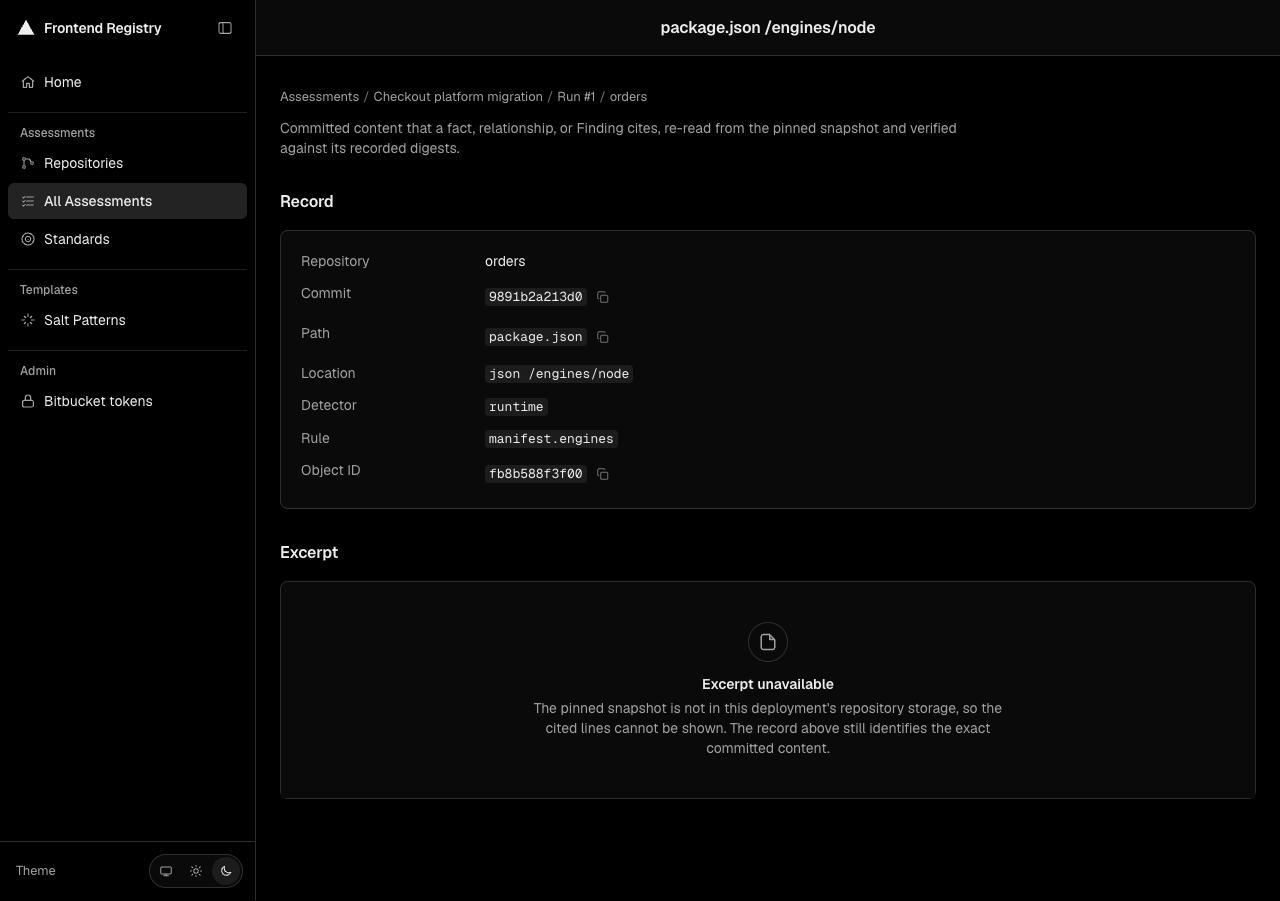 Frontend Registry
package.json /engines/node
Home
Assessments
Repositories
All Assessments
Standards
Templates
Salt Patterns
Admin
Bitbucket tokens
Theme
Assessments / Checkout platform migration / Run #1 / orders
Committed content that a fact, relationship, or Finding cites, re-read from the pinned snapshot and verified
against its recorded digests.
Record
Repository orders
Commit 9891b2a213d0
Path package.json
Location json /engines/node
Detector runtime
Rule manifest.engines
Object ID fb8b588f3f00
Excerpt
Excerpt unavailable
The pinned snapshot is not in this deployment's repository storage, so the
cited lines cannot be shown. The record above still identifies the exact
committed content.